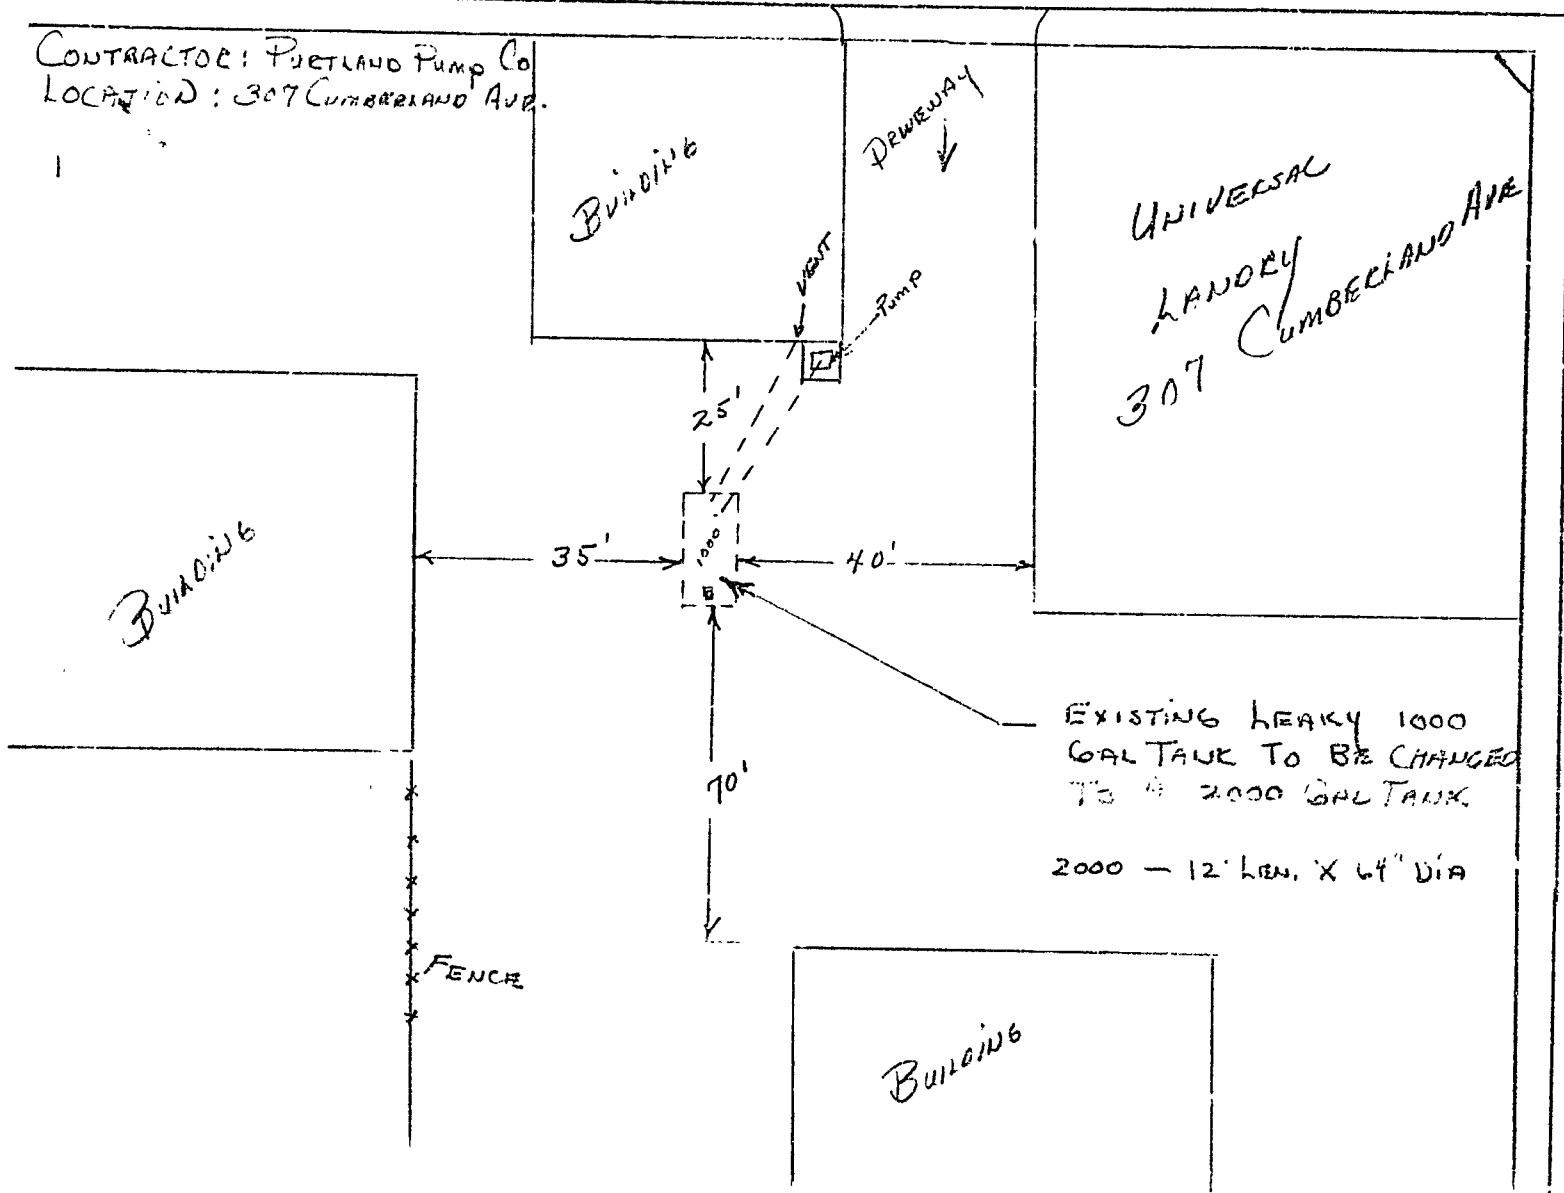 CONTRACTOR: PORTLAND PUMP CO
LOCATION: 307 CUMBERLAND AVE.
BUILDING
DRIVEWAY
UNIVERSAL
LANDRY
307 CUMBERLAND AVE
VENT
PUMP
25'
BUILDING
35'
1000
40'
EXISTING LEAKY 1000
GAL TANK TO BE CHANGED
TO A 2000 GAL TANK
70'
2000 - 12' LEN. X 64" DIA
FENCE
BUILDING